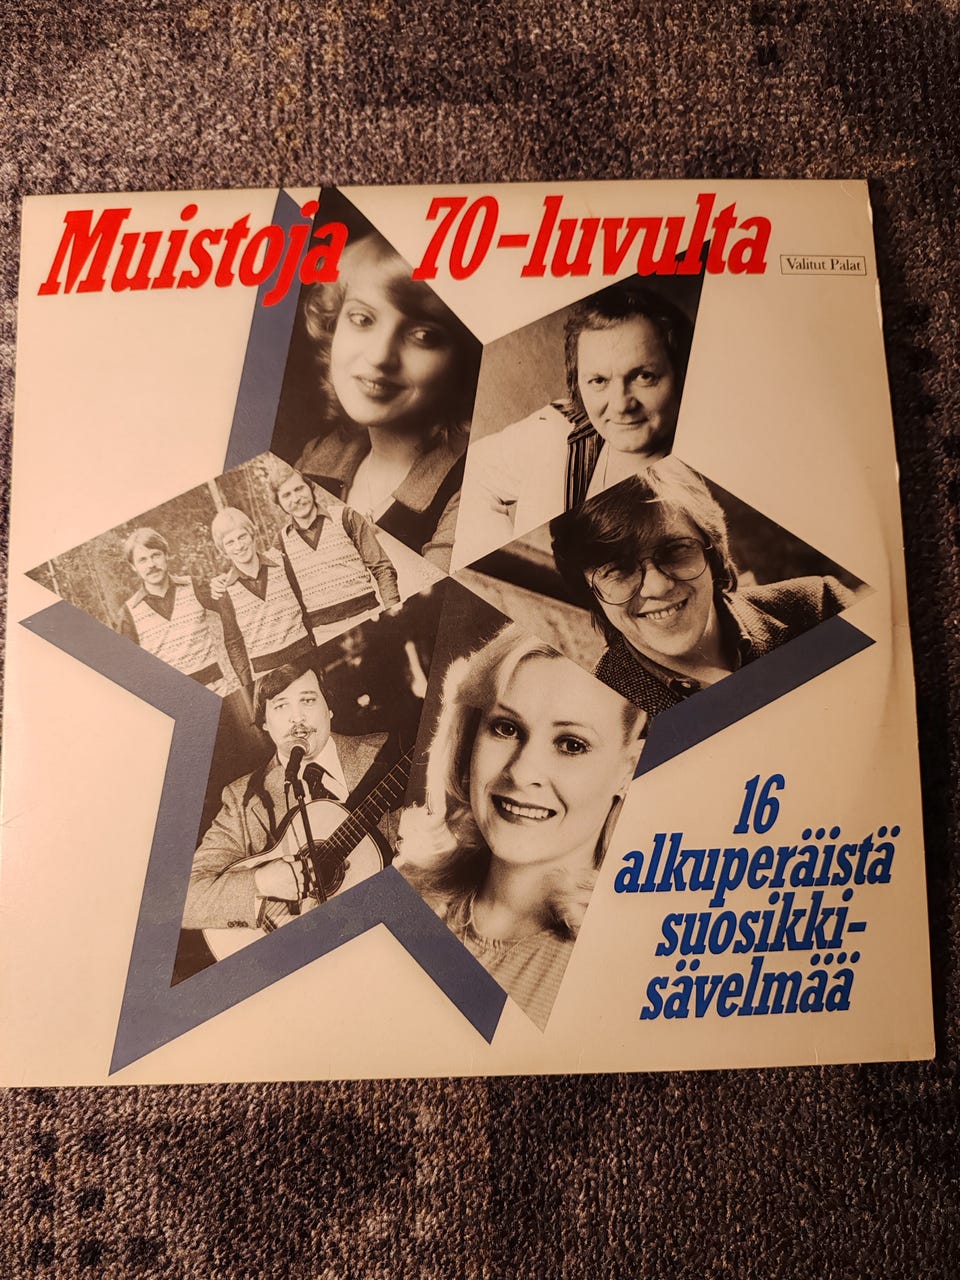 Muistoja 70-luvulta
Valitut Palat
16
alkuperäistä
suosikki-
sävelmää